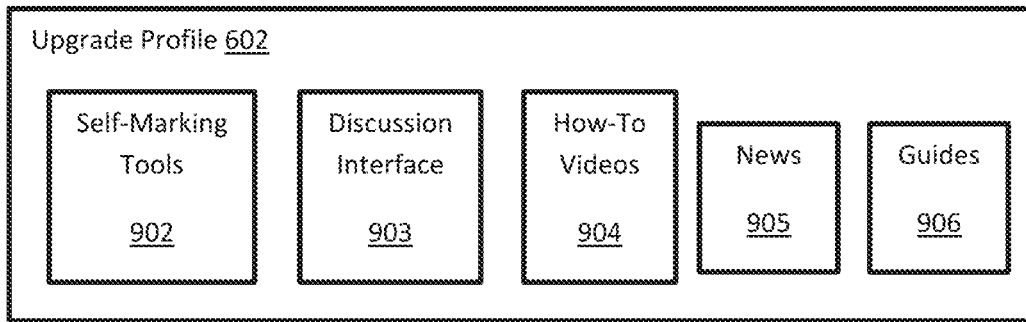 Upgrade Profile 602
Self-Marking
Tools
902
Discussion
Interface
903
How-To
Videos
904
News
905
Guides
906